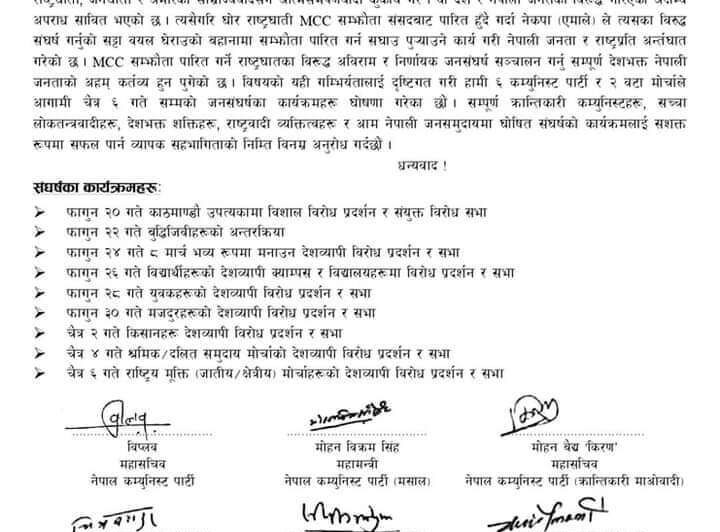 अपराध सावित भएको छ । त्यसैगरि घोर राष्ट्रघाती MCC सम्झौता संसदबाट पारित हुँदै गर्दा नेकपा (एमाले) ले त्यसका विरुद्ध
संघर्ष गर्नुको सट्टा वयल घेराउको बहानामा सम्झौता पारित गर्न सघाउ पुऱ्याउने कार्य गरी नेपाली जनता र राष्ट्रप्रति अन्तंघात
गरेको छ । MCC सम्झौता पारित गर्ने राष्ट्रघातका विरुद्ध अविराम र निर्णायक जनसंघर्ष सञ्चालन गर्नु सम्पूर्ण देशभक्त नेपाली
जनताको अहम् कर्तव्य हुन पुगेको छ । विषयको यही गम्भिर्यतालाई दृष्टिगत गरी हामी ६ कम्युनिस्ट पार्टी र २ वटा मोर्चाले
आगामी चैत्र ६ गते सम्मको जनसंघर्षका कार्यक्रमहरू घोषणा गरेका छौ । सम्पूर्ण क्रान्तिकारी कम्युनिस्टहरू, सच्चा
लोकतन्त्रवादीहरू, देशभक्त शक्तिहरू, राष्ट्रवादी व्यक्तित्वहरू र आम नेपाली जनसमुदायमा घोषित संघर्षको कार्यक्रमलाई सशक्त
रूपमा सफल पार्न व्यापक सहभागिताको निम्ति विनम्र अनुरोध गर्दछौ ।
धन्यवाद !
संघर्षका कार्यक्रमहरू:
➢ फागुन २० गते काठमाण्डौ उपत्यकामा विशाल विरोध प्रदर्शन र संयुक्त विरोध सभा
➢ फागुन २२ गते बुद्धिजिवीहरूको अन्तरक्रिया
➢ फागुन २४ गते ८ मार्च भव्य रूपमा मनाउन देशव्यापी विरोध प्रदर्शन र सभा
➢ फागुन २६ गते विद्यार्थीहरूको देशव्यापी क्याम्पस र विद्यालयहरूमा विरोध प्रदर्शन र सभा
➢ फागुन २८ गते युवकहरूको देशव्यापी विरोध प्रदर्शन र सभा
➢ फागुन ३० गते मजदुरहरूको देशव्यापी विरोध प्रदर्शन र सभा
➢ चैत्र २ गते किसानहरू देशव्यापी विरोध प्रदर्शन र सभा
➢ चैत्र ४ गते श्रमिक/दलित समुदाय मोर्चाको देशव्यापी विरोध प्रदर्शन र सभा
➢ चैत्र ६ गते राष्ट्रिय मुक्ति (जातीय/क्षेत्रीय) मोर्चाहरूको देशव्यापी विरोध प्रदर्शन र सभा
विप्लव मोहन विक्रम सिंह मोहन बैद्य "किरण"
महासचिव महामन्त्री महासचिव
नेपाल कम्युनिस्ट पार्टी नेपाल कम्युनिस्ट पार्टी (मसाल) नेपाल कम्युनिस्ट पार्टी (क्रान्तिकारी माओवादी)